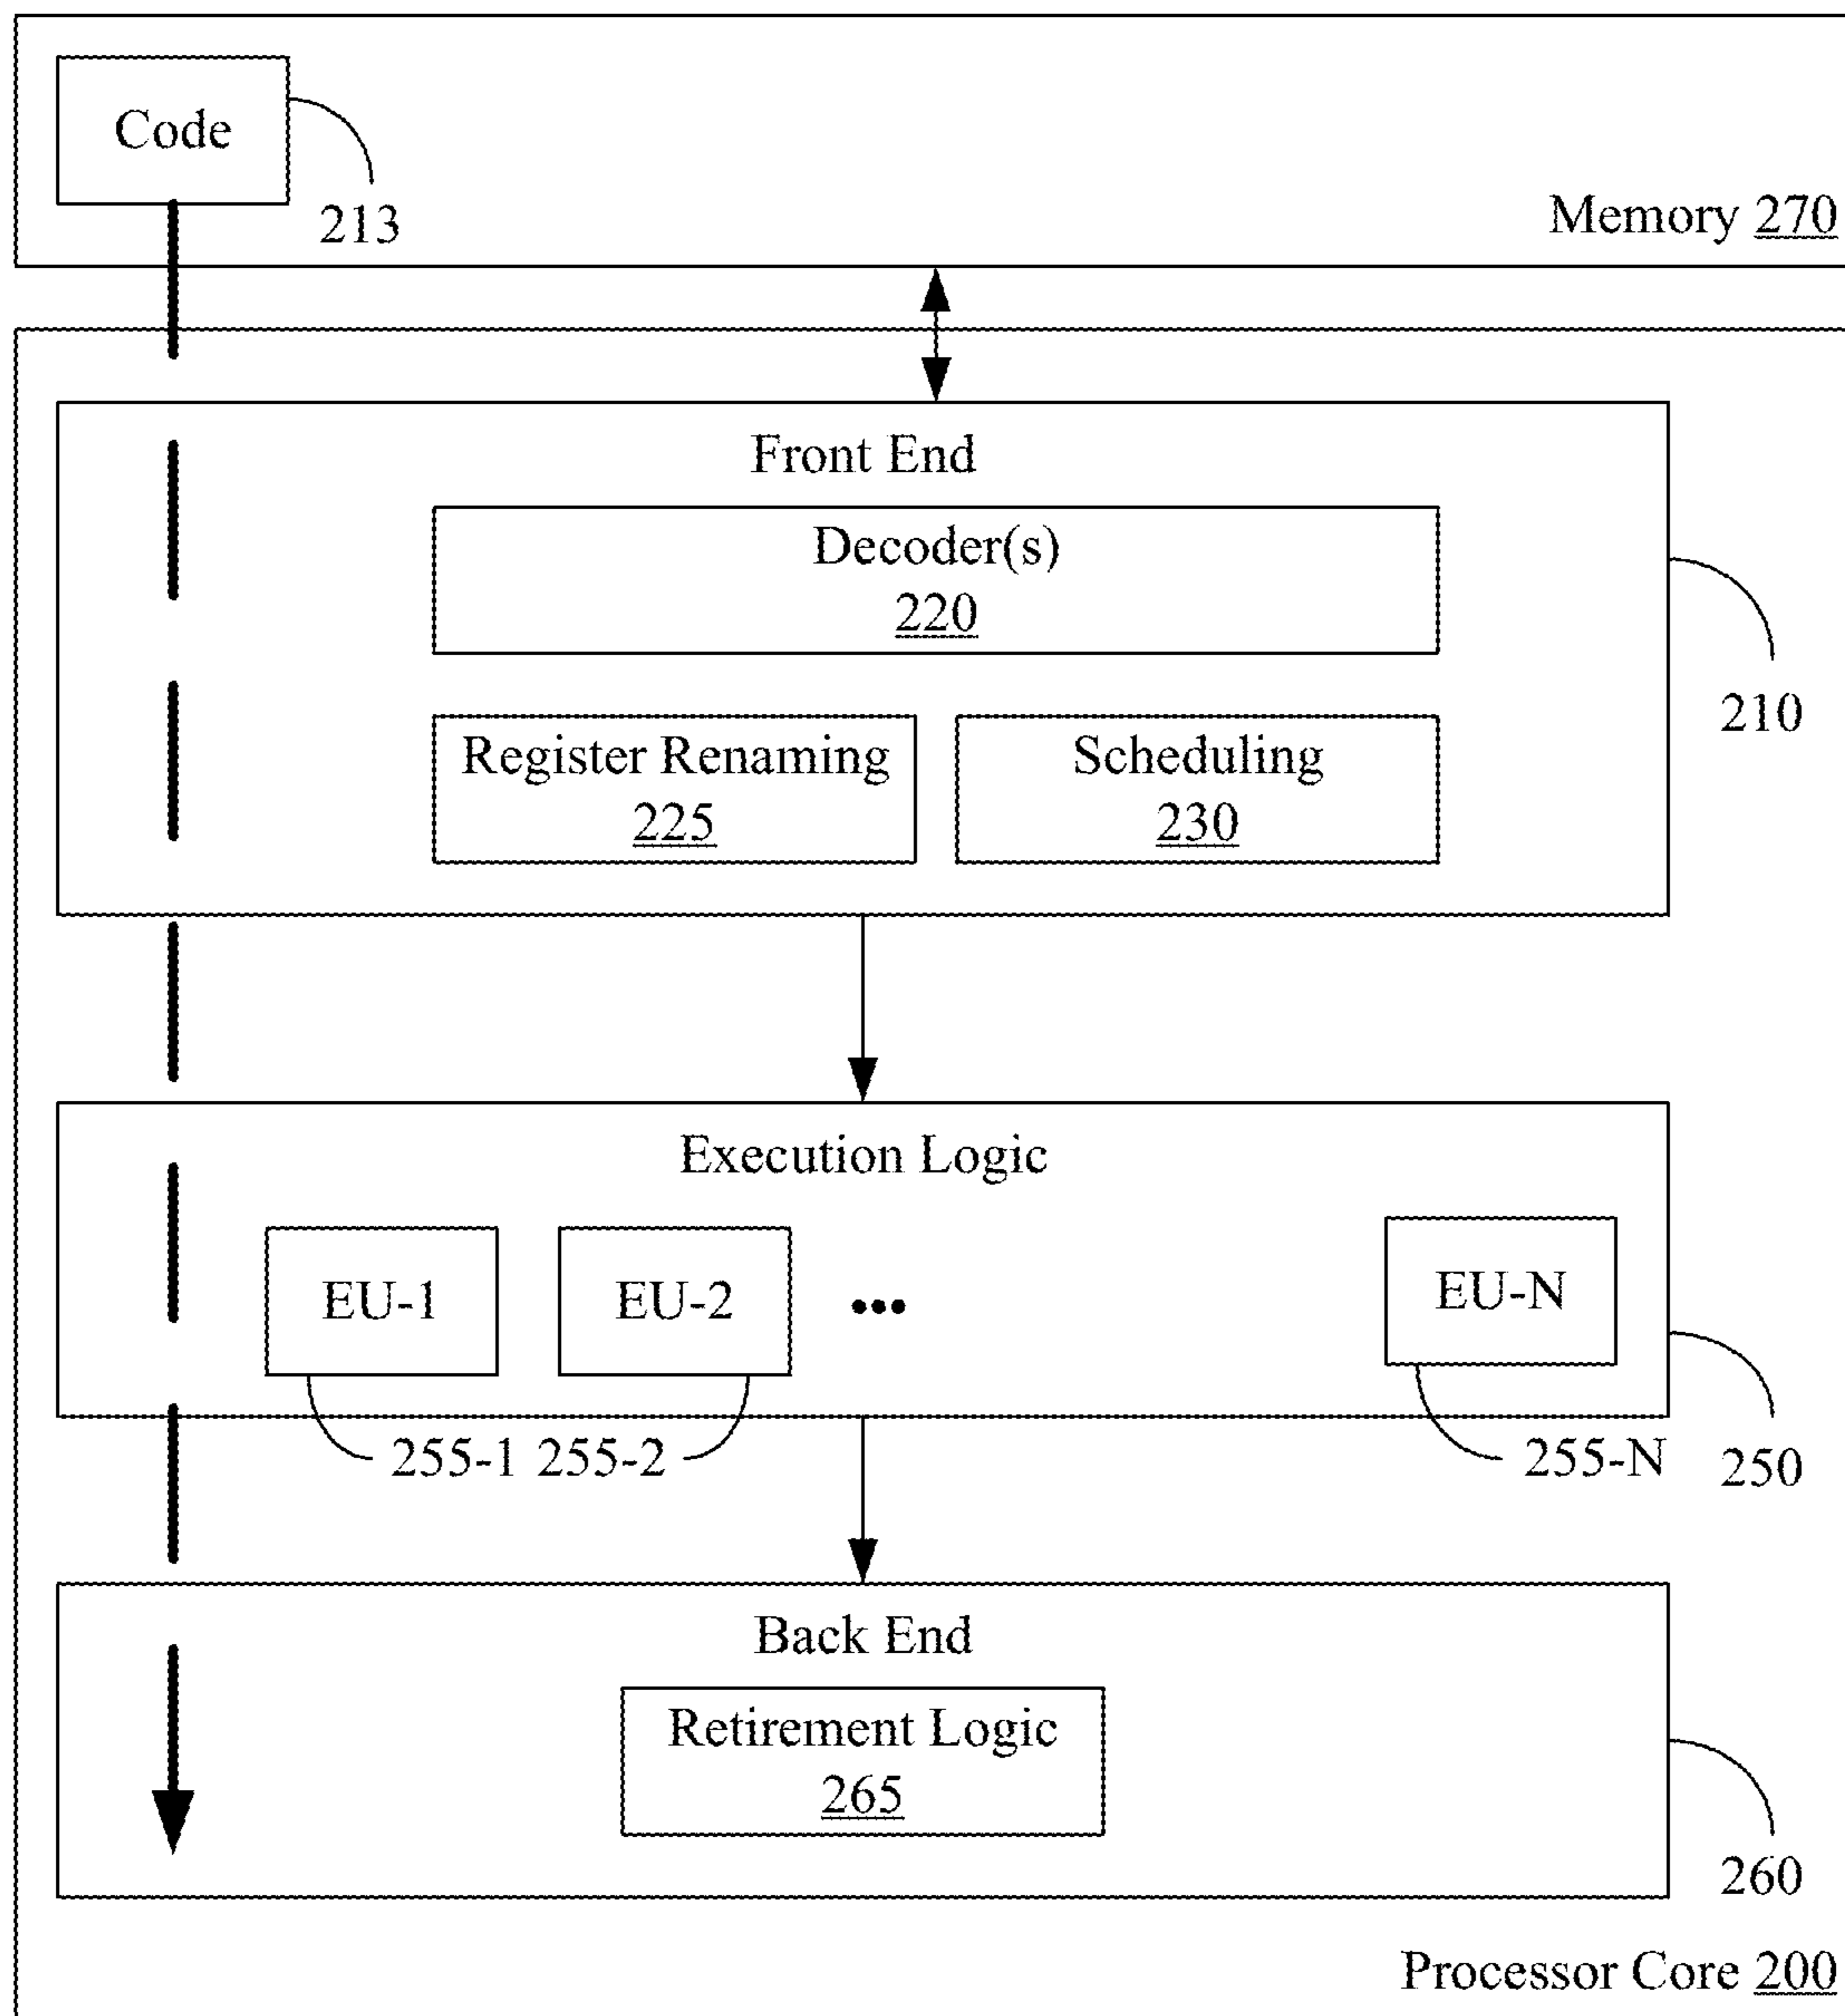 Code
213
Memory 270
Front End
Decoder(s)
220
210
Register Renaming
225
Scheduling
230
Execution Logic
EU-1
EU-2
•••
EU-N
255-1
255-2
255-N
250
Back End
Retirement Logic
265
260
Processor Core 200